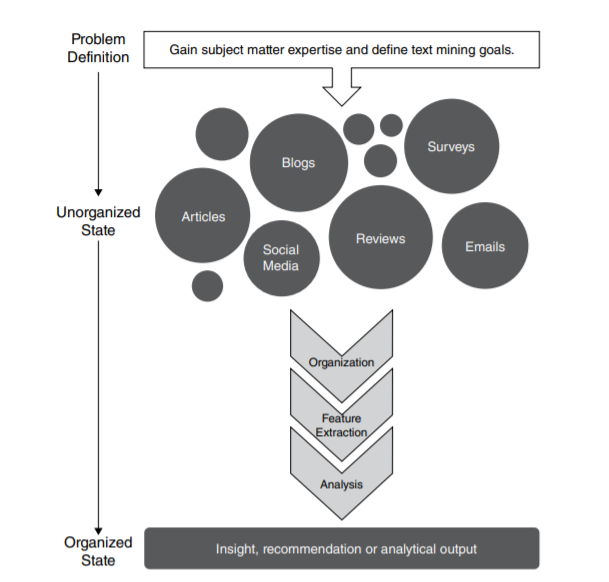 Problem
Definition
Gain subject matter expertise and define text mining goals.
Surveys
Blogs
Unorganized
State
Articles
Reviews
Social
Media
Emails
Organization
Feature
Extraction
Analysis
Organized
State
Insight, recommendation or analytical output